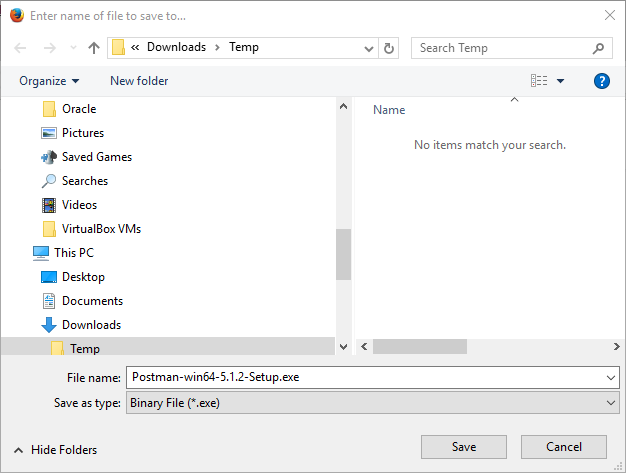 Enter name of file to save to...
« Downloads > Temp
Search Temp
Organize
New folder
?
Oracle
Pictures
Saved Games
Searches
Videos
VirtualBox VMs
This PC
Desktop
Documents
Downloads
Temp
Name
No items match your search.
File name: Postman-win64-5.1.2-Setup.exe
Save as type: Binary File (*.exe)
Hide Folders
Save
Cancel